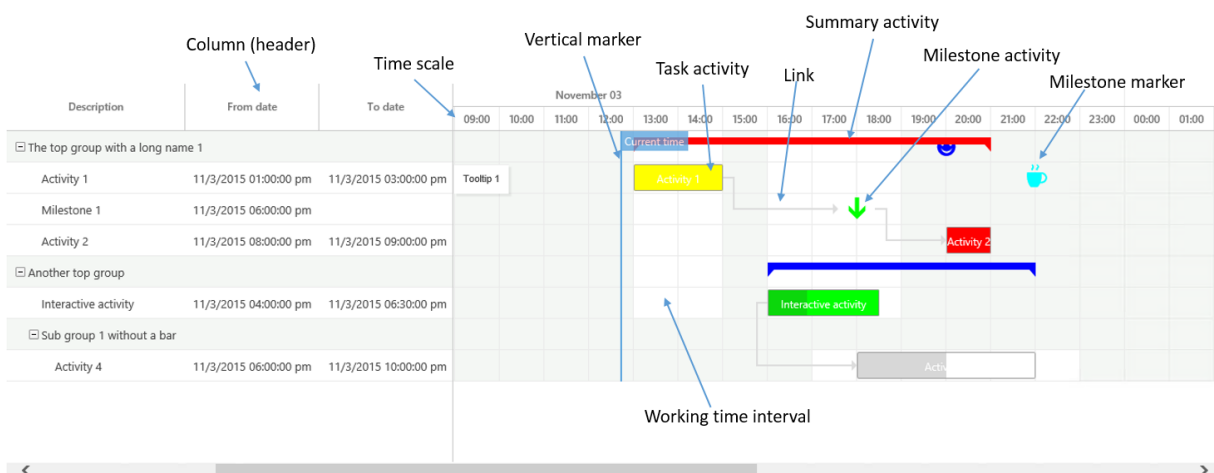 Summary activity
Column (header)
Vertical marker
Milestone activity
Time scale
Task activity
Link
Milestone marker
November 03
Description From date To date
09:00 10:00 11:00 12:00 13:00 14:00 15:00 16:00 17:00 18:00 19:00 20:00 21:00 22:00 23:00 00:00 01:00
The top group with a long name 1 Current time
Activity 1 11/3/2015 01:00:00 pm 11/3/2015 03:00:00 pm Tooltip 1 Activity 1
Milestone 1 11/3/2015 06:00:00 pm
Activity 2 11/3/2015 08:00:00 pm 11/3/2015 09:00:00 pm Activity 2
Another top group
Interactive activity 11/3/2015 04:00:00 pm 11/3/2015 06:30:00 pm Interactive activity
Sub group 1 without a bar
Activity 4 11/3/2015 06:00:00 pm 11/3/2015 10:00:00 pm Activ
Working time interval